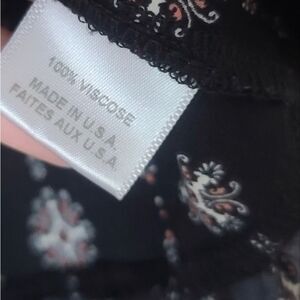 100% VISCOSE
MADE IN U.S.A.
FAITES AUX U.S.A.